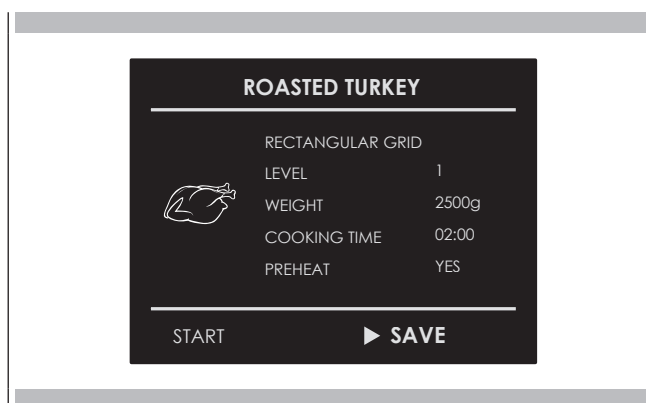 ROASTED TURKEY
RECTANGULAR GRID
LEVEL 1
WEIGHT 2500g
COOKING TIME 02:00
PREHEAT YES
START ▶ SAVE